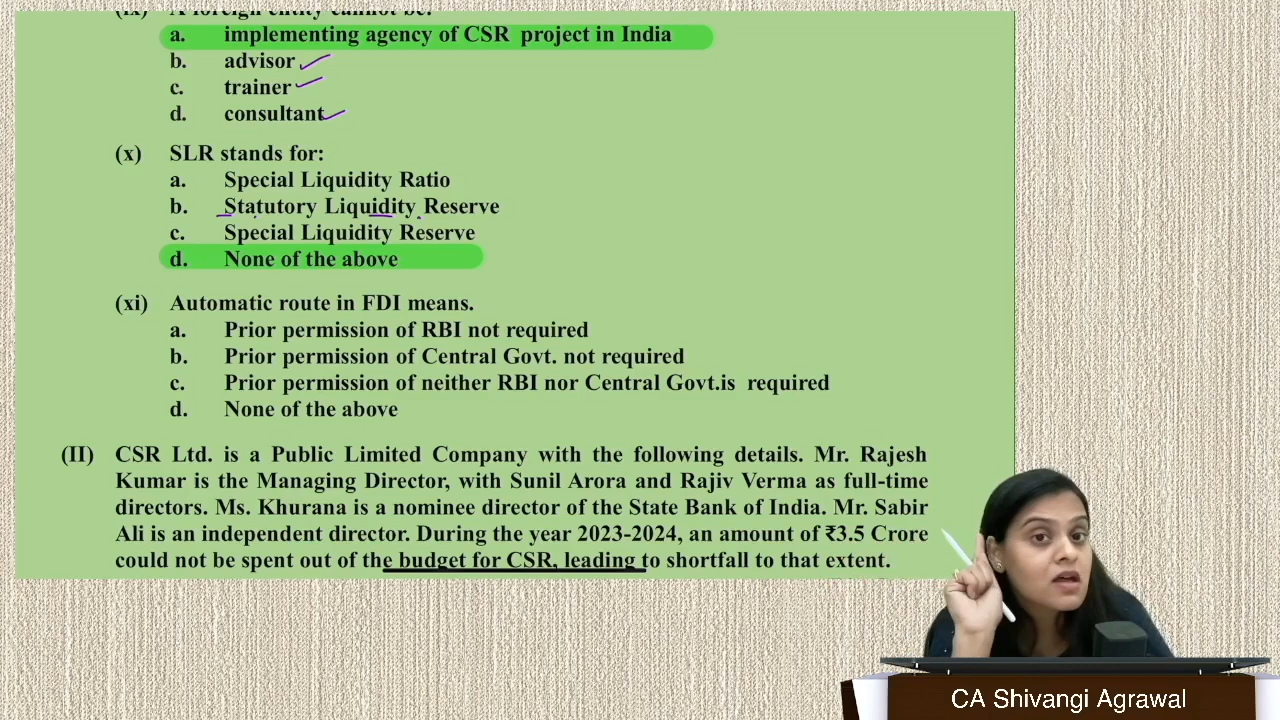 (ix) A foreign entity cannot be:
a. implementing agency of CSR project in India
b. advisor
c. trainer
d. consultant
(x) SLR stands for:
a. Special Liquidity Ratio
b. Statutory Liquidity Reserve
c. Special Liquidity Reserve
d. None of the above
(xi) Automatic route in FDI means.
a. Prior permission of RBI not required
b. Prior permission of Central Govt. not required
c. Prior permission of neither RBI nor Central Govt.is required
d. None of the above
(II) CSR Ltd. is a Public Limited Company with the following details. Mr. Rajesh
Kumar is the Managing Director, with Sunil Arora and Rajiv Verma as full-time
directors. Ms. Khurana is a nominee director of the State Bank of India. Mr. Sabir
Ali is an independent director. During the year 2023-2024, an amount of ₹3.5 Crore
could not be spent out of the budget for CSR, leading to shortfall to that extent.
CA Shivangi Agrawal